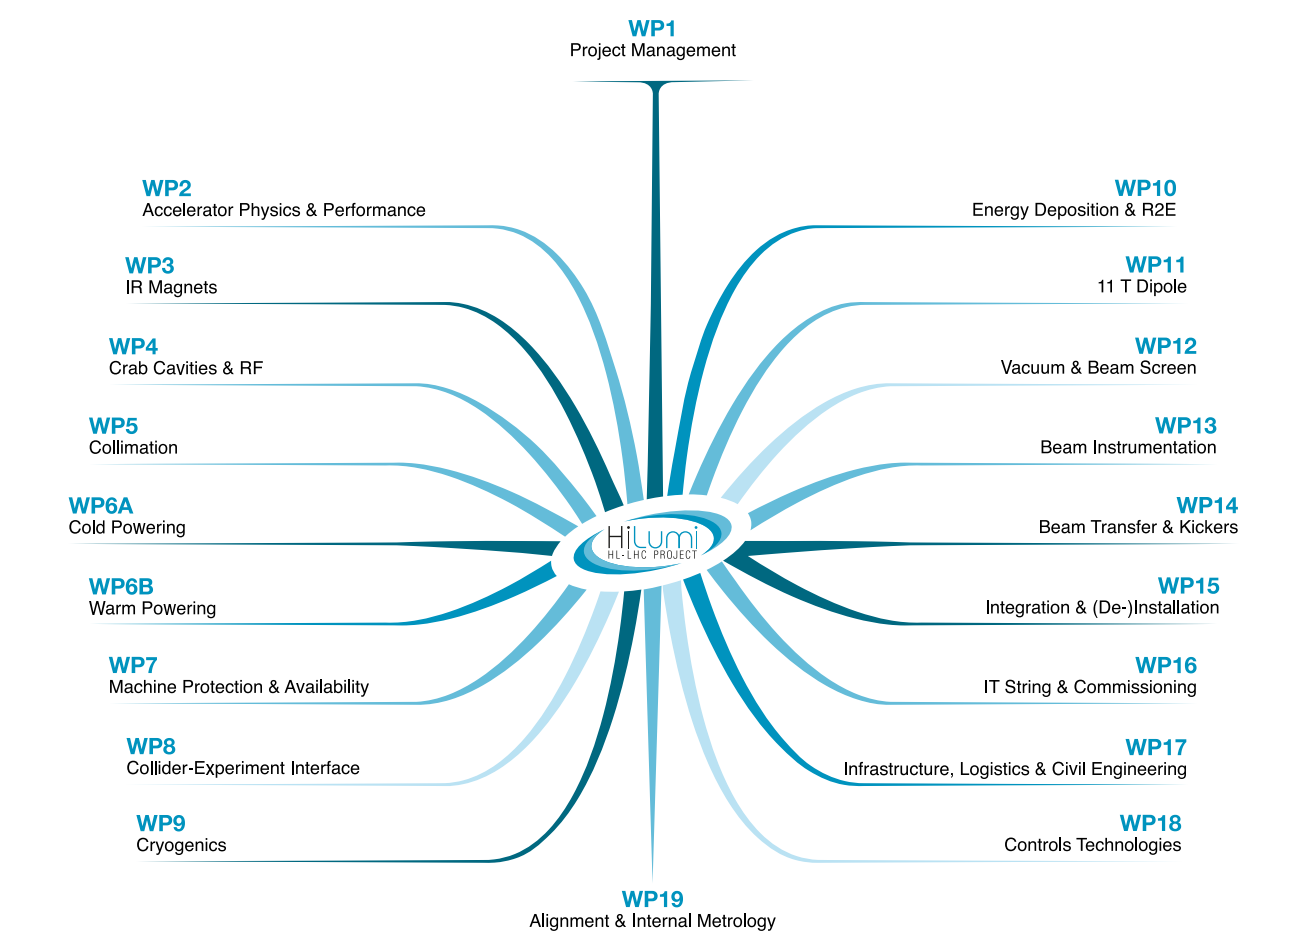 WP1
Project Management
WP2
Accelerator Physics & Performance
WP3
IR Magnets
WP4
Crab Cavities & RF
WP5
Collimation
WP6A
Cold Powering
WP6B
Warm Powering
WP7
Machine Protection & Availability
WP8
Collider-Experiment Interface
WP9
Cryogenics
HiLumi
HL-LHC PROJECT
WP10
Energy Deposition & R2E
WP11
11 T Dipole
WP12
Vacuum & Beam Screen
WP13
Beam Instrumentation
WP14
Beam Transfer & Kickers
WP15
Integration & (De-)Installation
WP16
IT String & Commissioning
WP17
Infrastructure, Logistics & Civil Engineering
WP18
Controls Technologies
WP19
Alignment & Internal Metrology